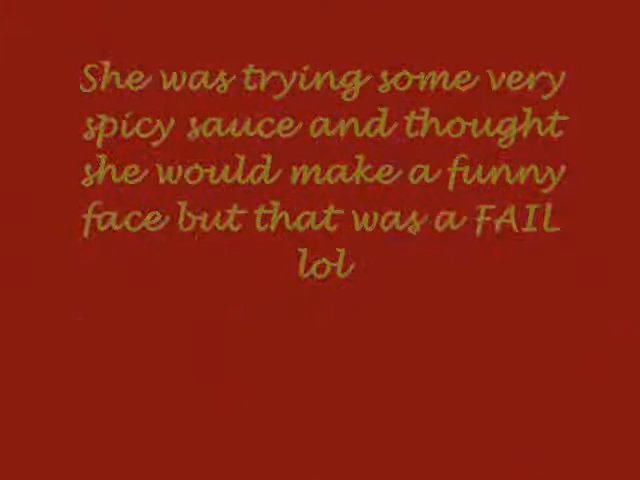 She was trying some very
spicy sauce and thought
she would make a funny
face but that was a FAIL
lol